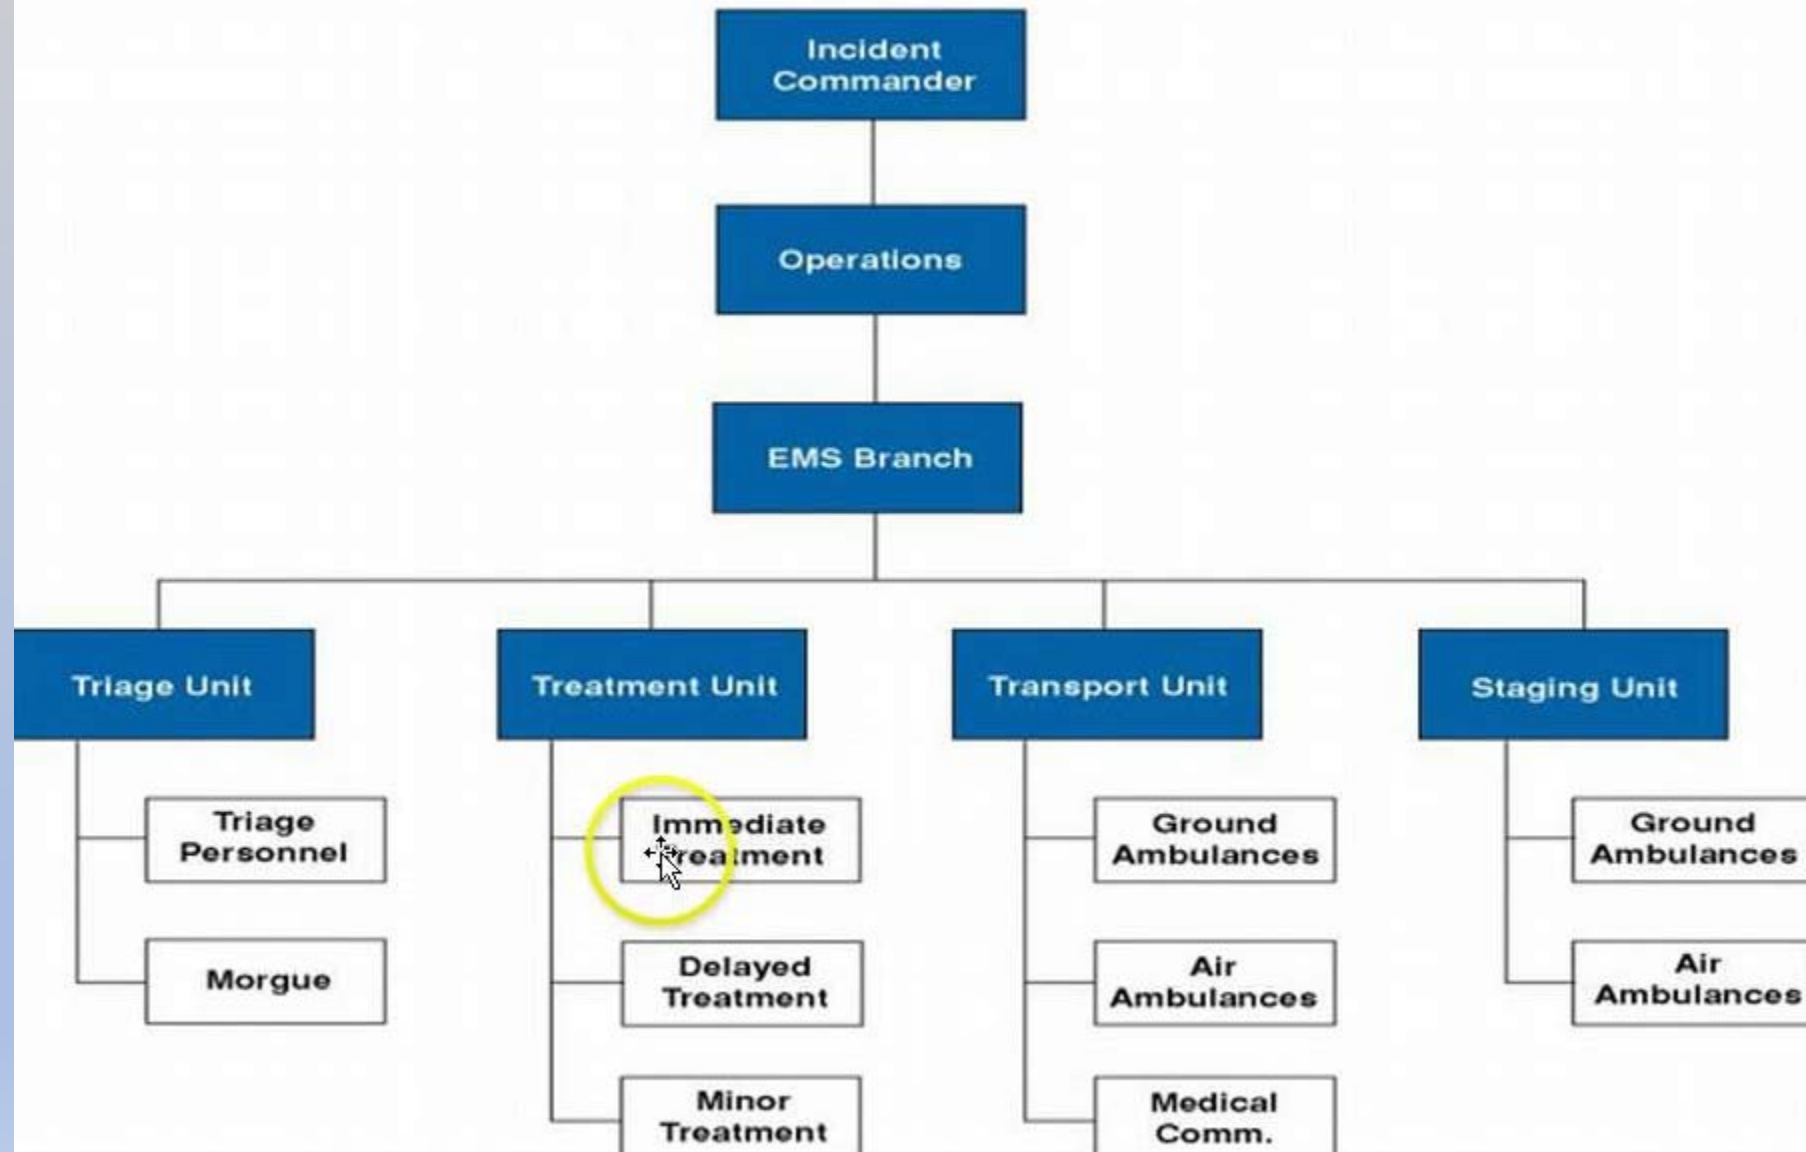 Incident
Commander
Operations
EMS Branch
Triage Unit
Treatment Unit
Transport Unit
Staging Unit
Triage
Personnel
Immediate
Treatment
Ground
Ambulances
Ground
Ambulances
Morgue
Delayed
Treatment
Air
Ambulances
Air
Ambulances
Minor
Treatment
Medical
Comm.